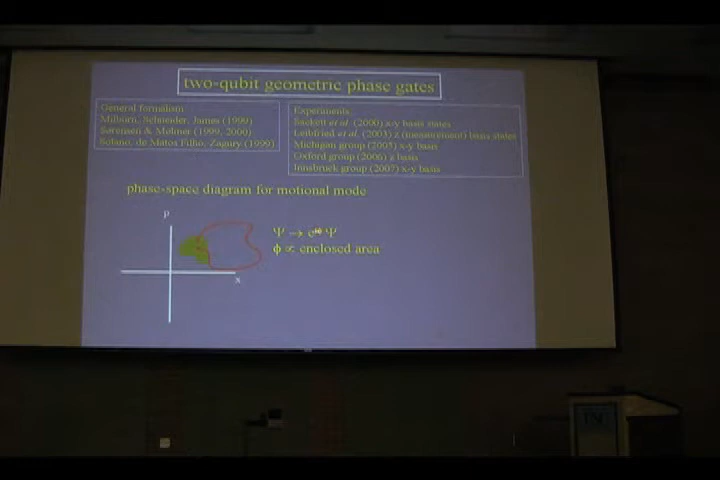 two-qubit geometric phase gates
General formalism
Milburn, Schneider, James (1999)
Sørensen & Mølmer (1999, 2000)
Solano, de Matos Filho, Zagury (1999)
Experiments
Sackett et al. (2000) x-y basis states
Leibfried et al. (2003) z (measurement) basis states
Michigan group (2005) x-y basis
Oxford group (2006) z basis
Innsbruck group (2007) x-y basis
phase-space diagram for motional mode
p
x
Ψ → e^iϕ Ψ
ϕ ∝ enclosed area